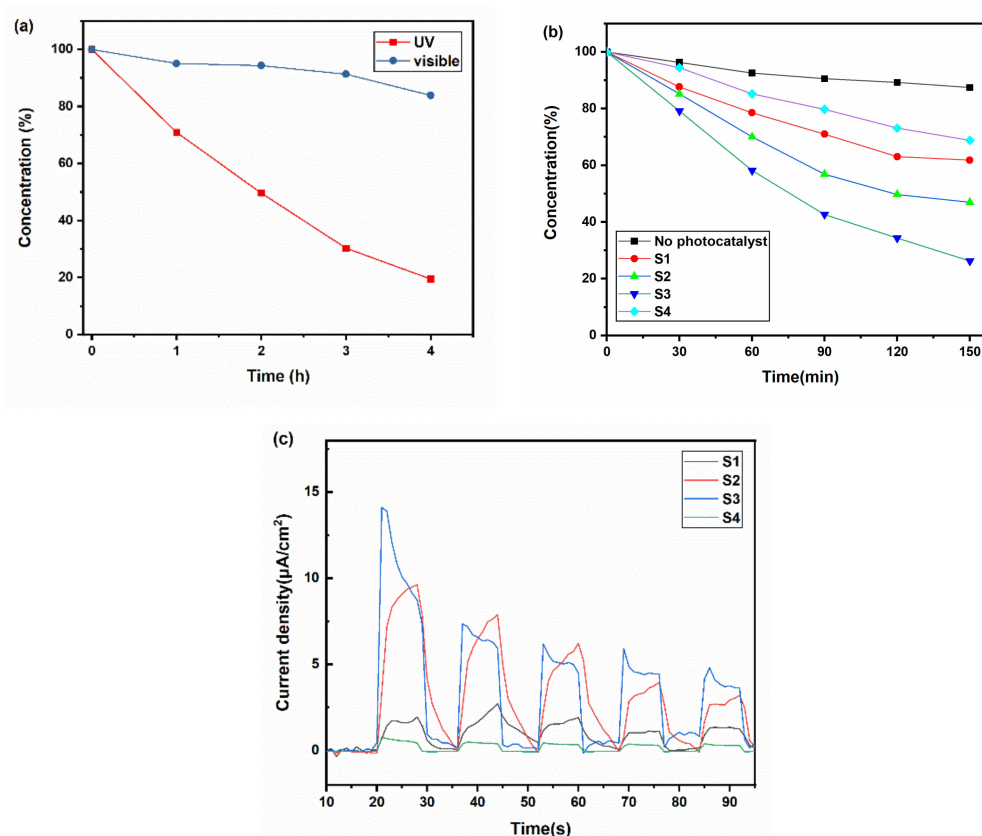 (a)
UV
visible
100
80
60
40
20
0
Concentration (%)
0 1 2 3 4
Time (h)
(b)
100
80
60
40
20
0
Concentration(%)
No photocatalyst
S1
S2
S3
S4
0 30 60 90 120 150
Time(min)
(c)
S1
S2
S3
S4
15
10
5
0
Current density(μA/cm²)
10 20 30 40 50 60 70 80 90
Time(s)